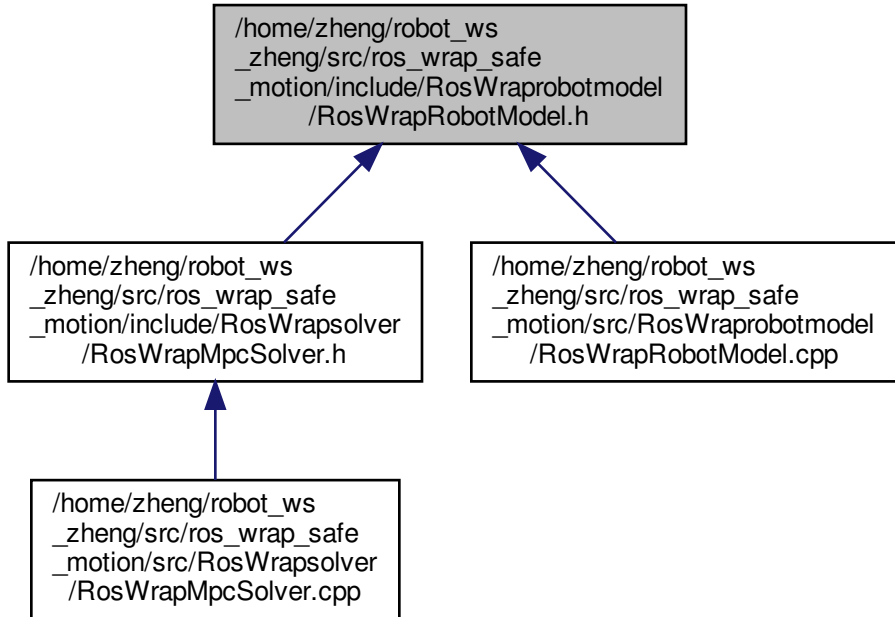 /home/zheng/robot_ws
_zheng/src/ros_wrap_safe
_motion/include/RosWraprobotmodel
/RosWrapRobotModel.h
/home/zheng/robot_ws
_zheng/src/ros_wrap_safe
_motion/include/RosWrapsolver
/RosWrapMpcSolver.h
/home/zheng/robot_ws
_zheng/src/ros_wrap_safe
_motion/src/RosWraprobotmodel
/RosWrapRobotModel.cpp
/home/zheng/robot_ws
_zheng/src/ros_wrap_safe
_motion/src/RosWrapsolver
/RosWrapMpcSolver.cpp